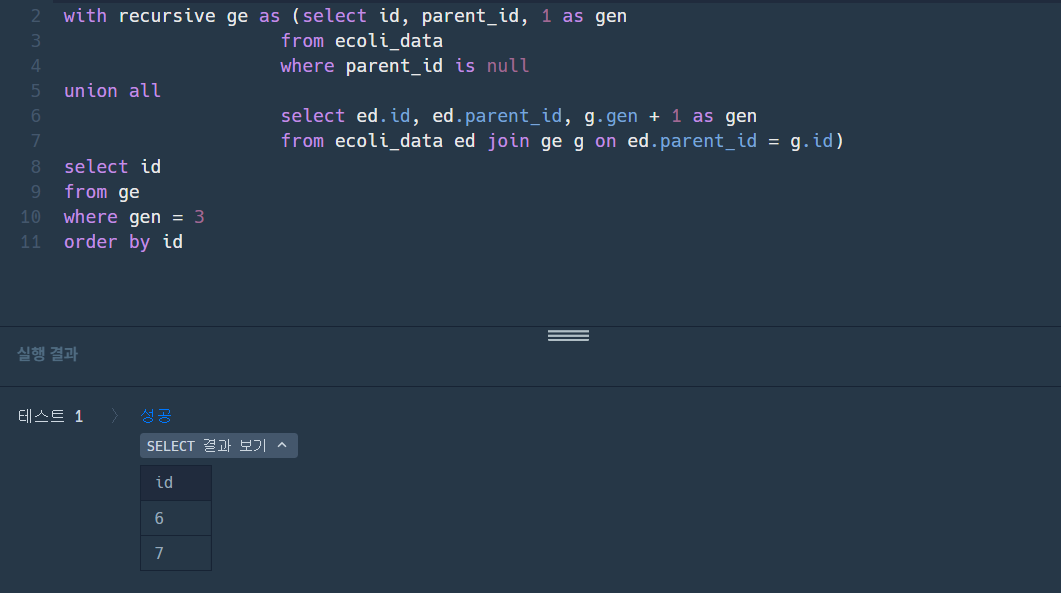 2 with recursive ge as (select id, parent_id, 1 as gen
3 from ecoli_data
4 where parent_id is null
5 union all
6 select ed.id, ed.parent_id, g.gen + 1 as gen
7 from ecoli_data ed join ge g on ed.parent_id = g.id)
8 select id
9 from ge
10 where gen = 3
11 order by id
실행 결과
테스트 1 〉 성공
SELECT 결과 보기 ^
id
6
7